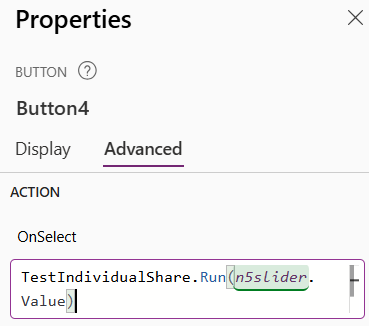 Properties
BUTTON
Button4
Display Advanced
ACTION
OnSelect
TestIndividualShare.Run(n5slider.
Value)